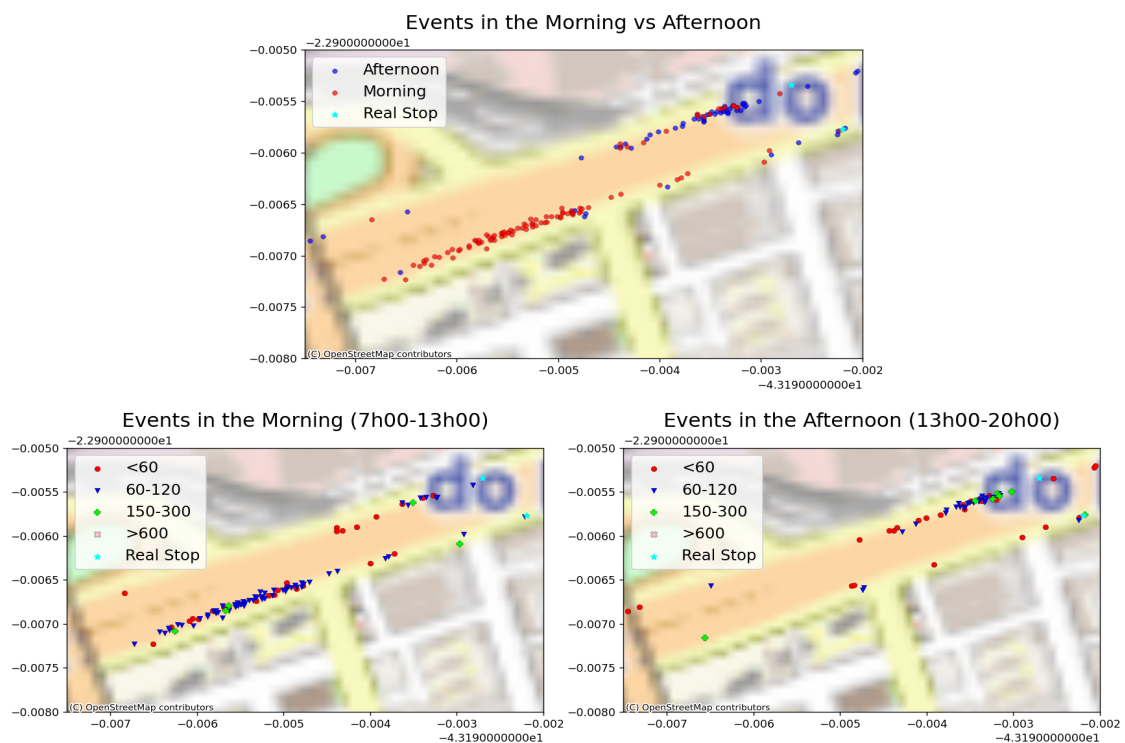 Events in the Morning vs Afternoon
−2.2900000000e1
−0.0050
−0.0055
−0.0060
−0.0065
−0.0070
−0.0075
−0.0080
Afternoon
Morning
Real Stop
do
(C) OpenStreetMap contributors
−0.007 −0.006 −0.005 −0.004 −0.003 −0.002
−4.3190000000e1
Events in the Morning (7h00-13h00)
−2.2900000000e1
−0.0050
−0.0055
−0.0060
−0.0065
−0.0070
−0.0075
−0.0080
<60
60-120
150-300
>600
Real Stop
do
(C) OpenStreetMap contributors
−0.007 −0.006 −0.005 −0.004 −0.003 −0.002
−4.3190000000e1
Events in the Afternoon (13h00-20h00)
−2.2900000000e1
−0.0050
−0.0055
−0.0060
−0.0065
−0.0070
−0.0075
−0.0080
<60
60-120
150-300
>600
Real Stop
do
(C) OpenStreetMap contributors
−0.007 −0.006 −0.005 −0.004 −0.003 −0.002
−4.3190000000e1